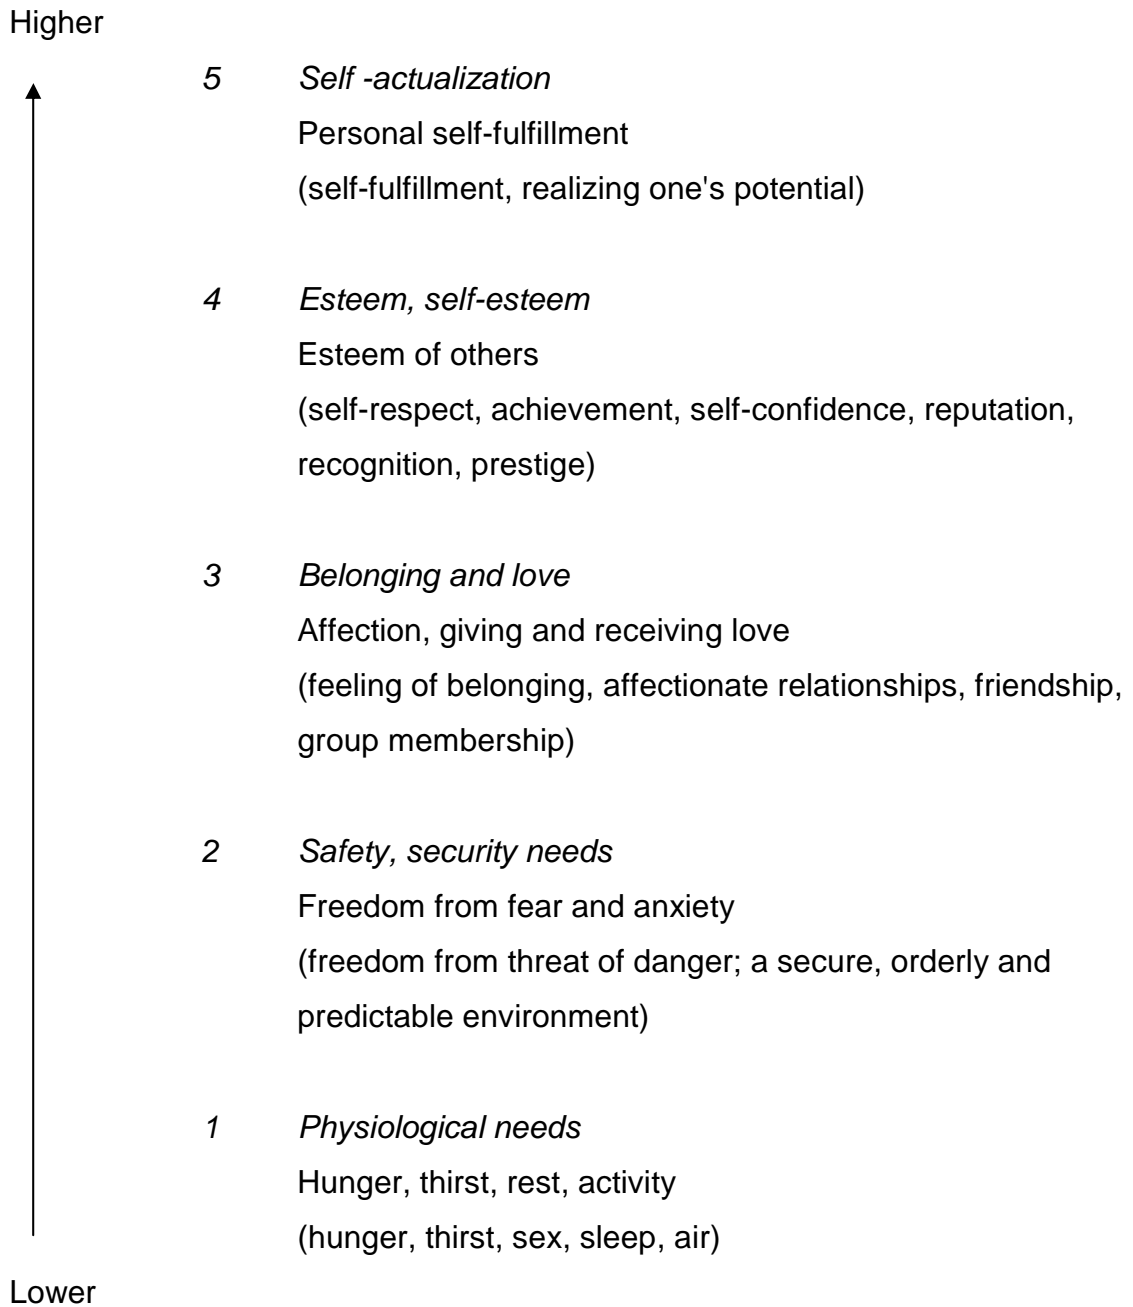 Higher
5 Self -actualization
Personal self-fulfillment
(self-fulfillment, realizing one's potential)
4 Esteem, self-esteem
Esteem of others
(self-respect, achievement, self-confidence, reputation,
recognition, prestige)
3 Belonging and love
Affection, giving and receiving love
(feeling of belonging, affectionate relationships, friendship,
group membership)
2 Safety, security needs
Freedom from fear and anxiety
(freedom from threat of danger; a secure, orderly and
predictable environment)
1 Physiological needs
Hunger, thirst, rest, activity
(hunger, thirst, sex, sleep, air)
Lower